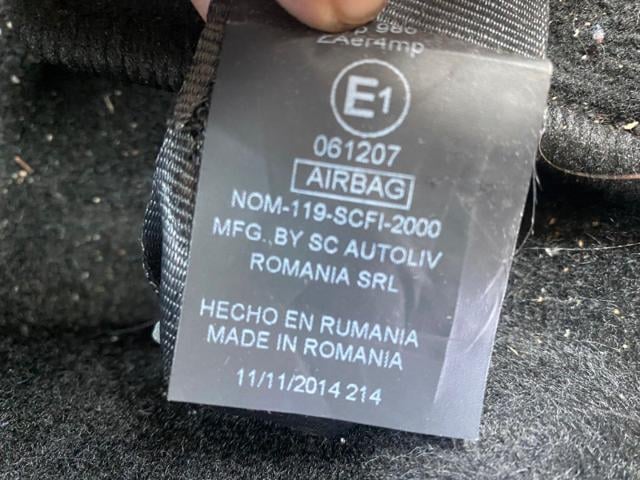 ZAer4mp
E1
061207
AIRBAG
NOM-119-SCFI-2000
MFG., BY SC AUTOLIV
ROMANIA SRL
HECHO EN RUMANIA
MADE IN ROMANIA
11/11/2014 214